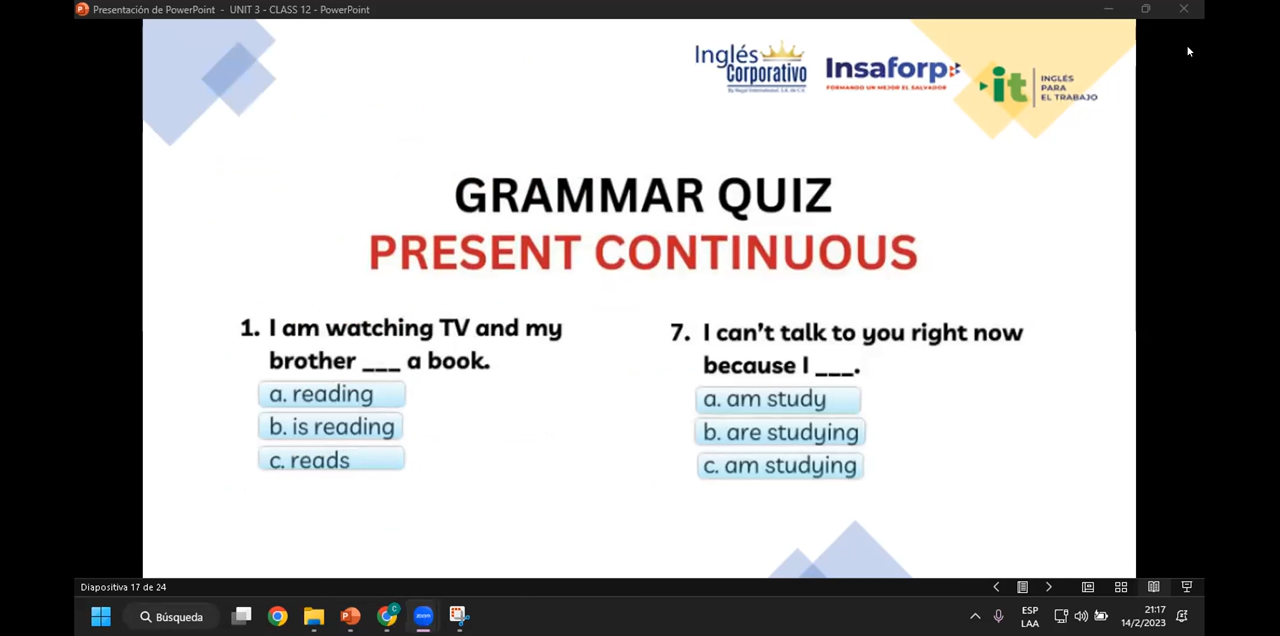 Presentación de PowerPoint - UNIT 3 - CLASS 12 - PowerPoint
Inglés
Corporativo
Insaforp
FORMANDO UN MEJOR EL SALVADOR
it
INGLÉS
PARA
EL TRABAJO
GRAMMAR QUIZ
PRESENT CONTINUOUS
1. I am watching TV and my
brother ___ a book.
a. reading
b. is reading
c. reads
7. I can't talk to you right now
because I ___.
a. am study
b. are studying
c. am studying
Diapositiva 17 de 24
Búsqueda
zoom
ESP
LAA
21:17
14/2/2023